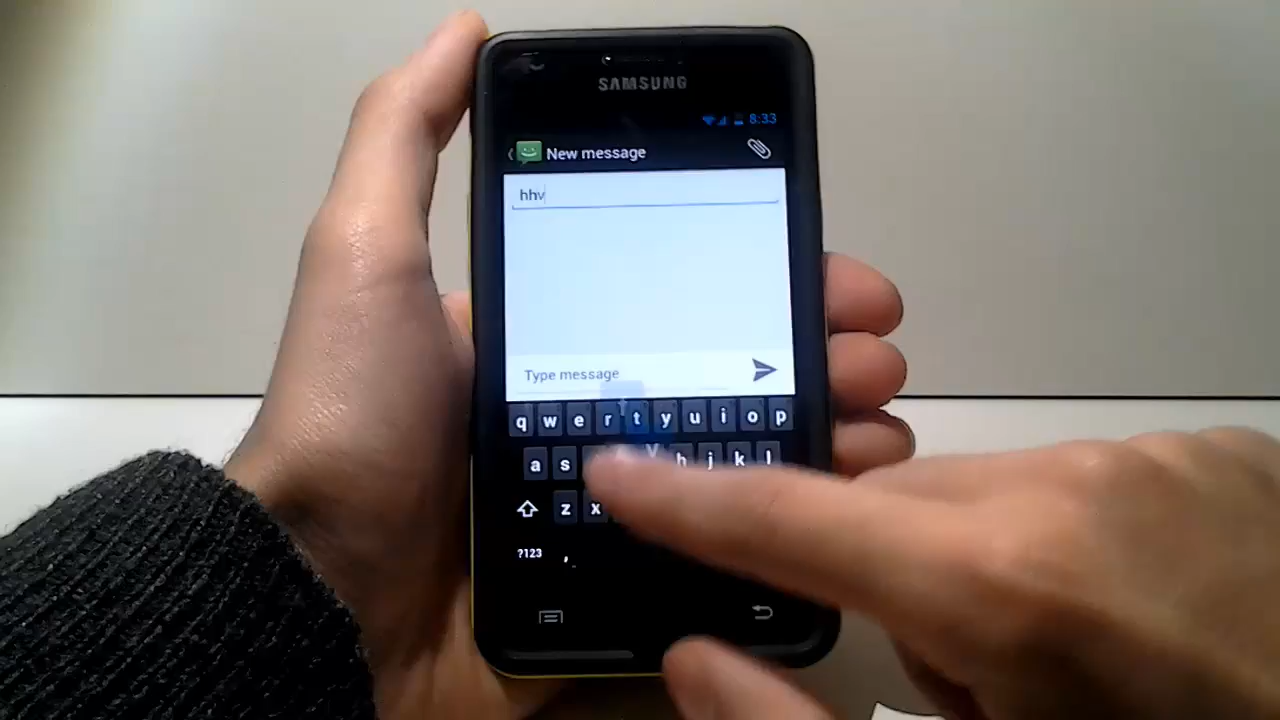 SAMSUNG
8:33
New message
hhv
Type message
q w e r t y u i o p
a s h j k l
z x
?123 ,